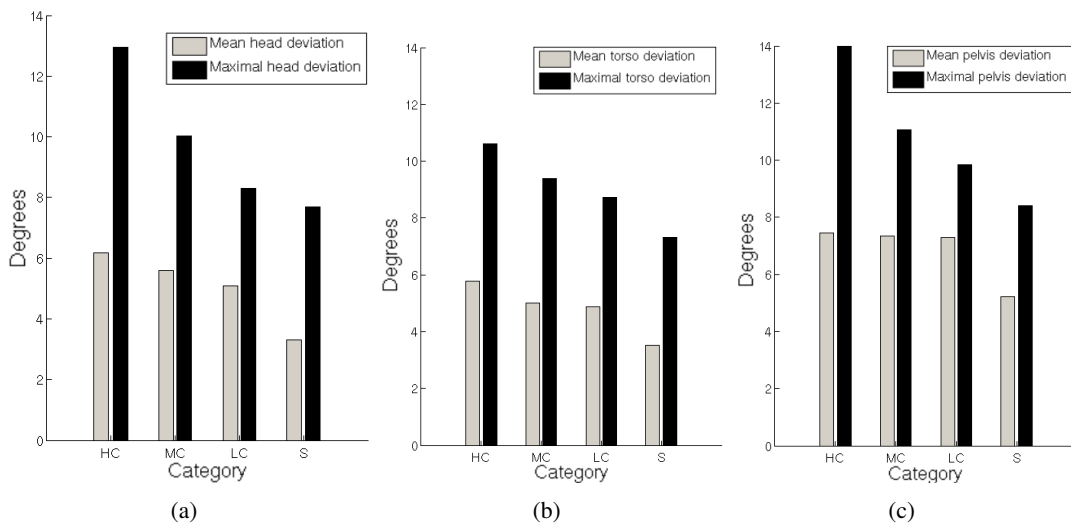 14
12
10
8
6
4
2
0
Degrees
Mean head deviation
Maximal head deviation
HC MC LC S
Category
(a)
14
12
10
8
6
4
2
0
Degrees
Mean torso deviation
Maximal torso deviation
HC MC LC S
Category
(b)
14
12
10
8
6
4
2
0
Degrees
Mean pelvis deviation
Maximal pelvis deviation
HC MC LC S
Category
(c)